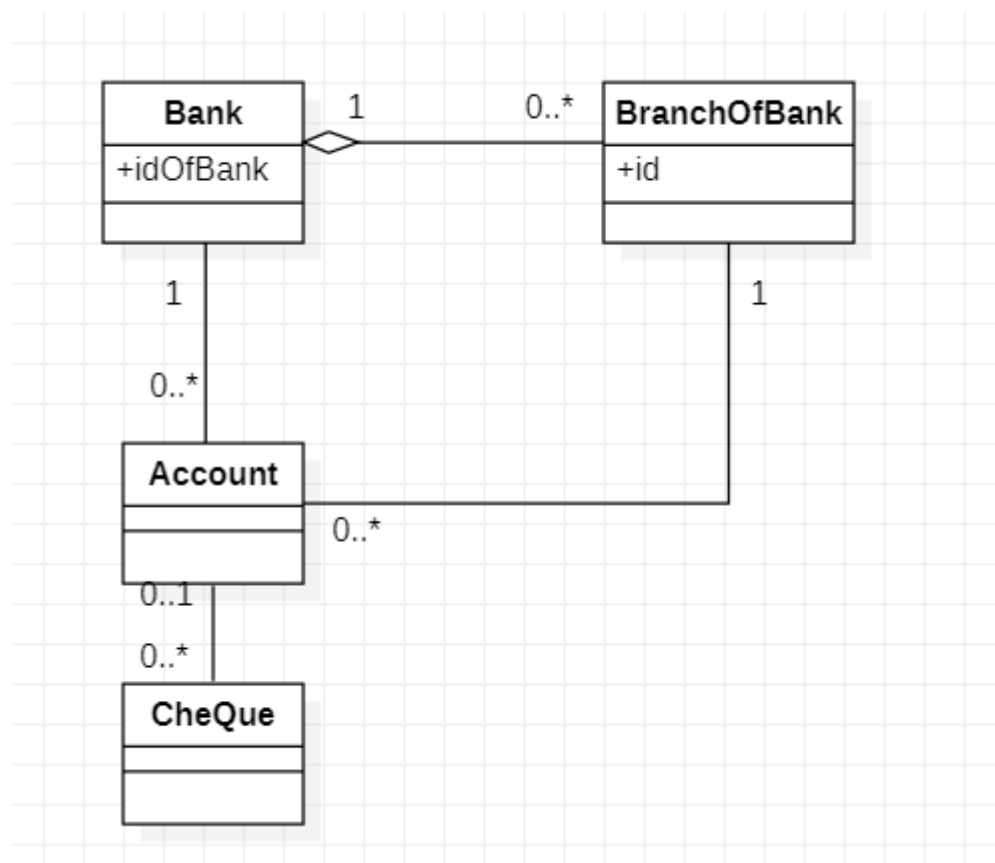 Bank
1
0..*
BranchOfBank
+idOfBank
+id
1
1
0..*
Account
0..*
0..1
0..*
CheQue